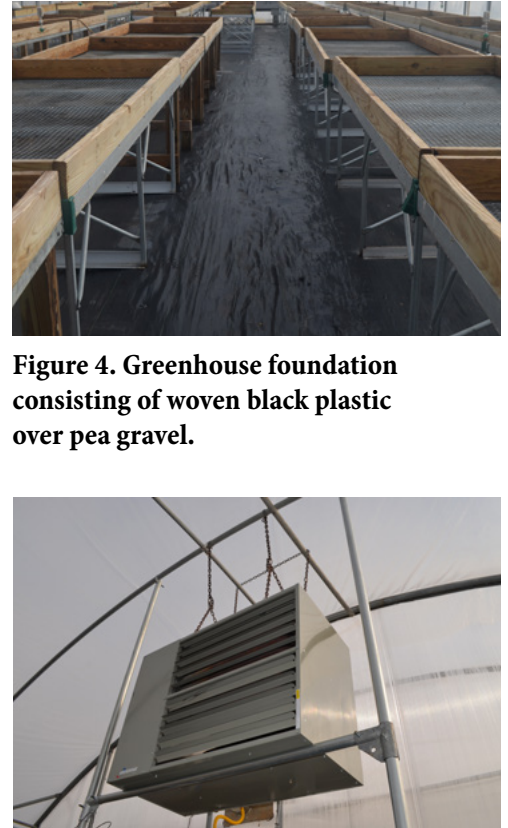 Figure 4. Greenhouse foundation
consisting of woven black plastic
over pea gravel.